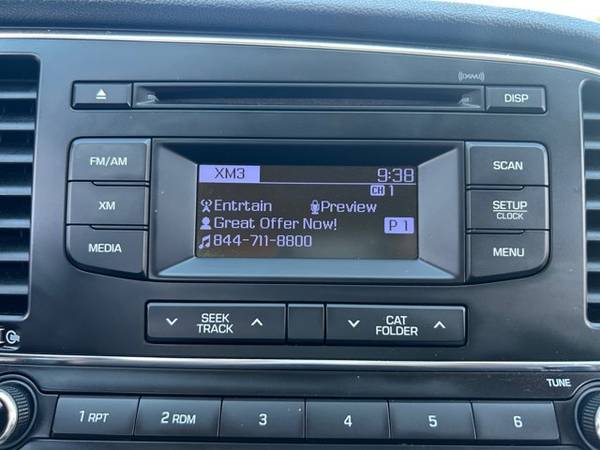 ((XM))
DISP
FM/AM
XM
MEDIA
XM3 9:38
CH 1
Entrtain Preview
Great Offer Now!
P 1
844-711-8800
SCAN
SETUP
CLOCK
MENU
SEEK
TRACK
CAT
FOLDER
TUNE
1 RPT
2 RDM
3
4
5
6